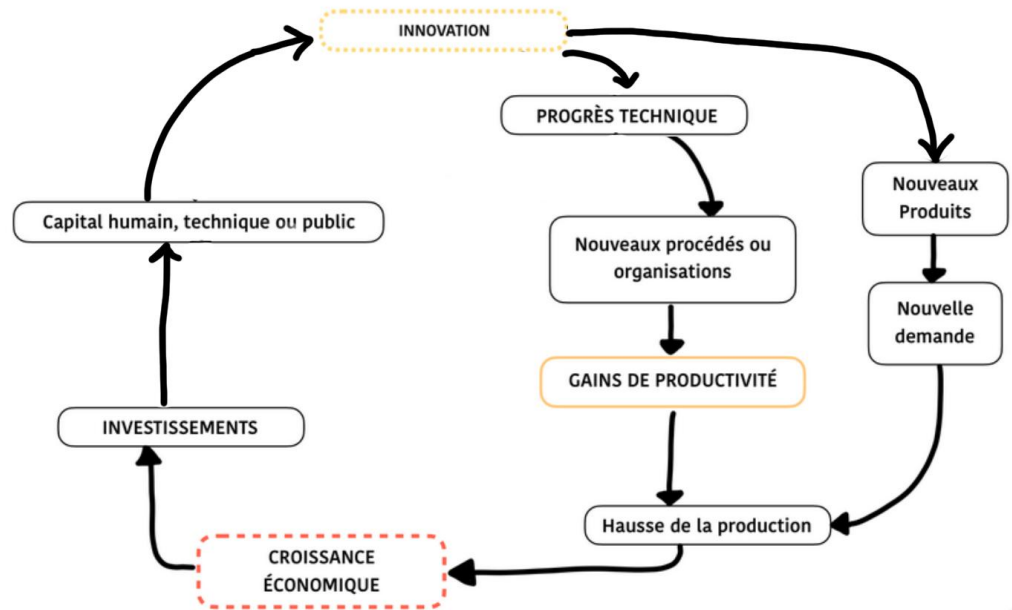 INNOVATION
PROGRÈS TECHNIQUE
Nouveaux
Produits
Capital humain, technique ou public
Nouveaux procédés ou
organisations
Nouvelle
demande
GAINS DE PRODUCTIVITÉ
INVESTISSEMENTS
Hausse de la production
CROISSANCE
ÉCONOMIQUE